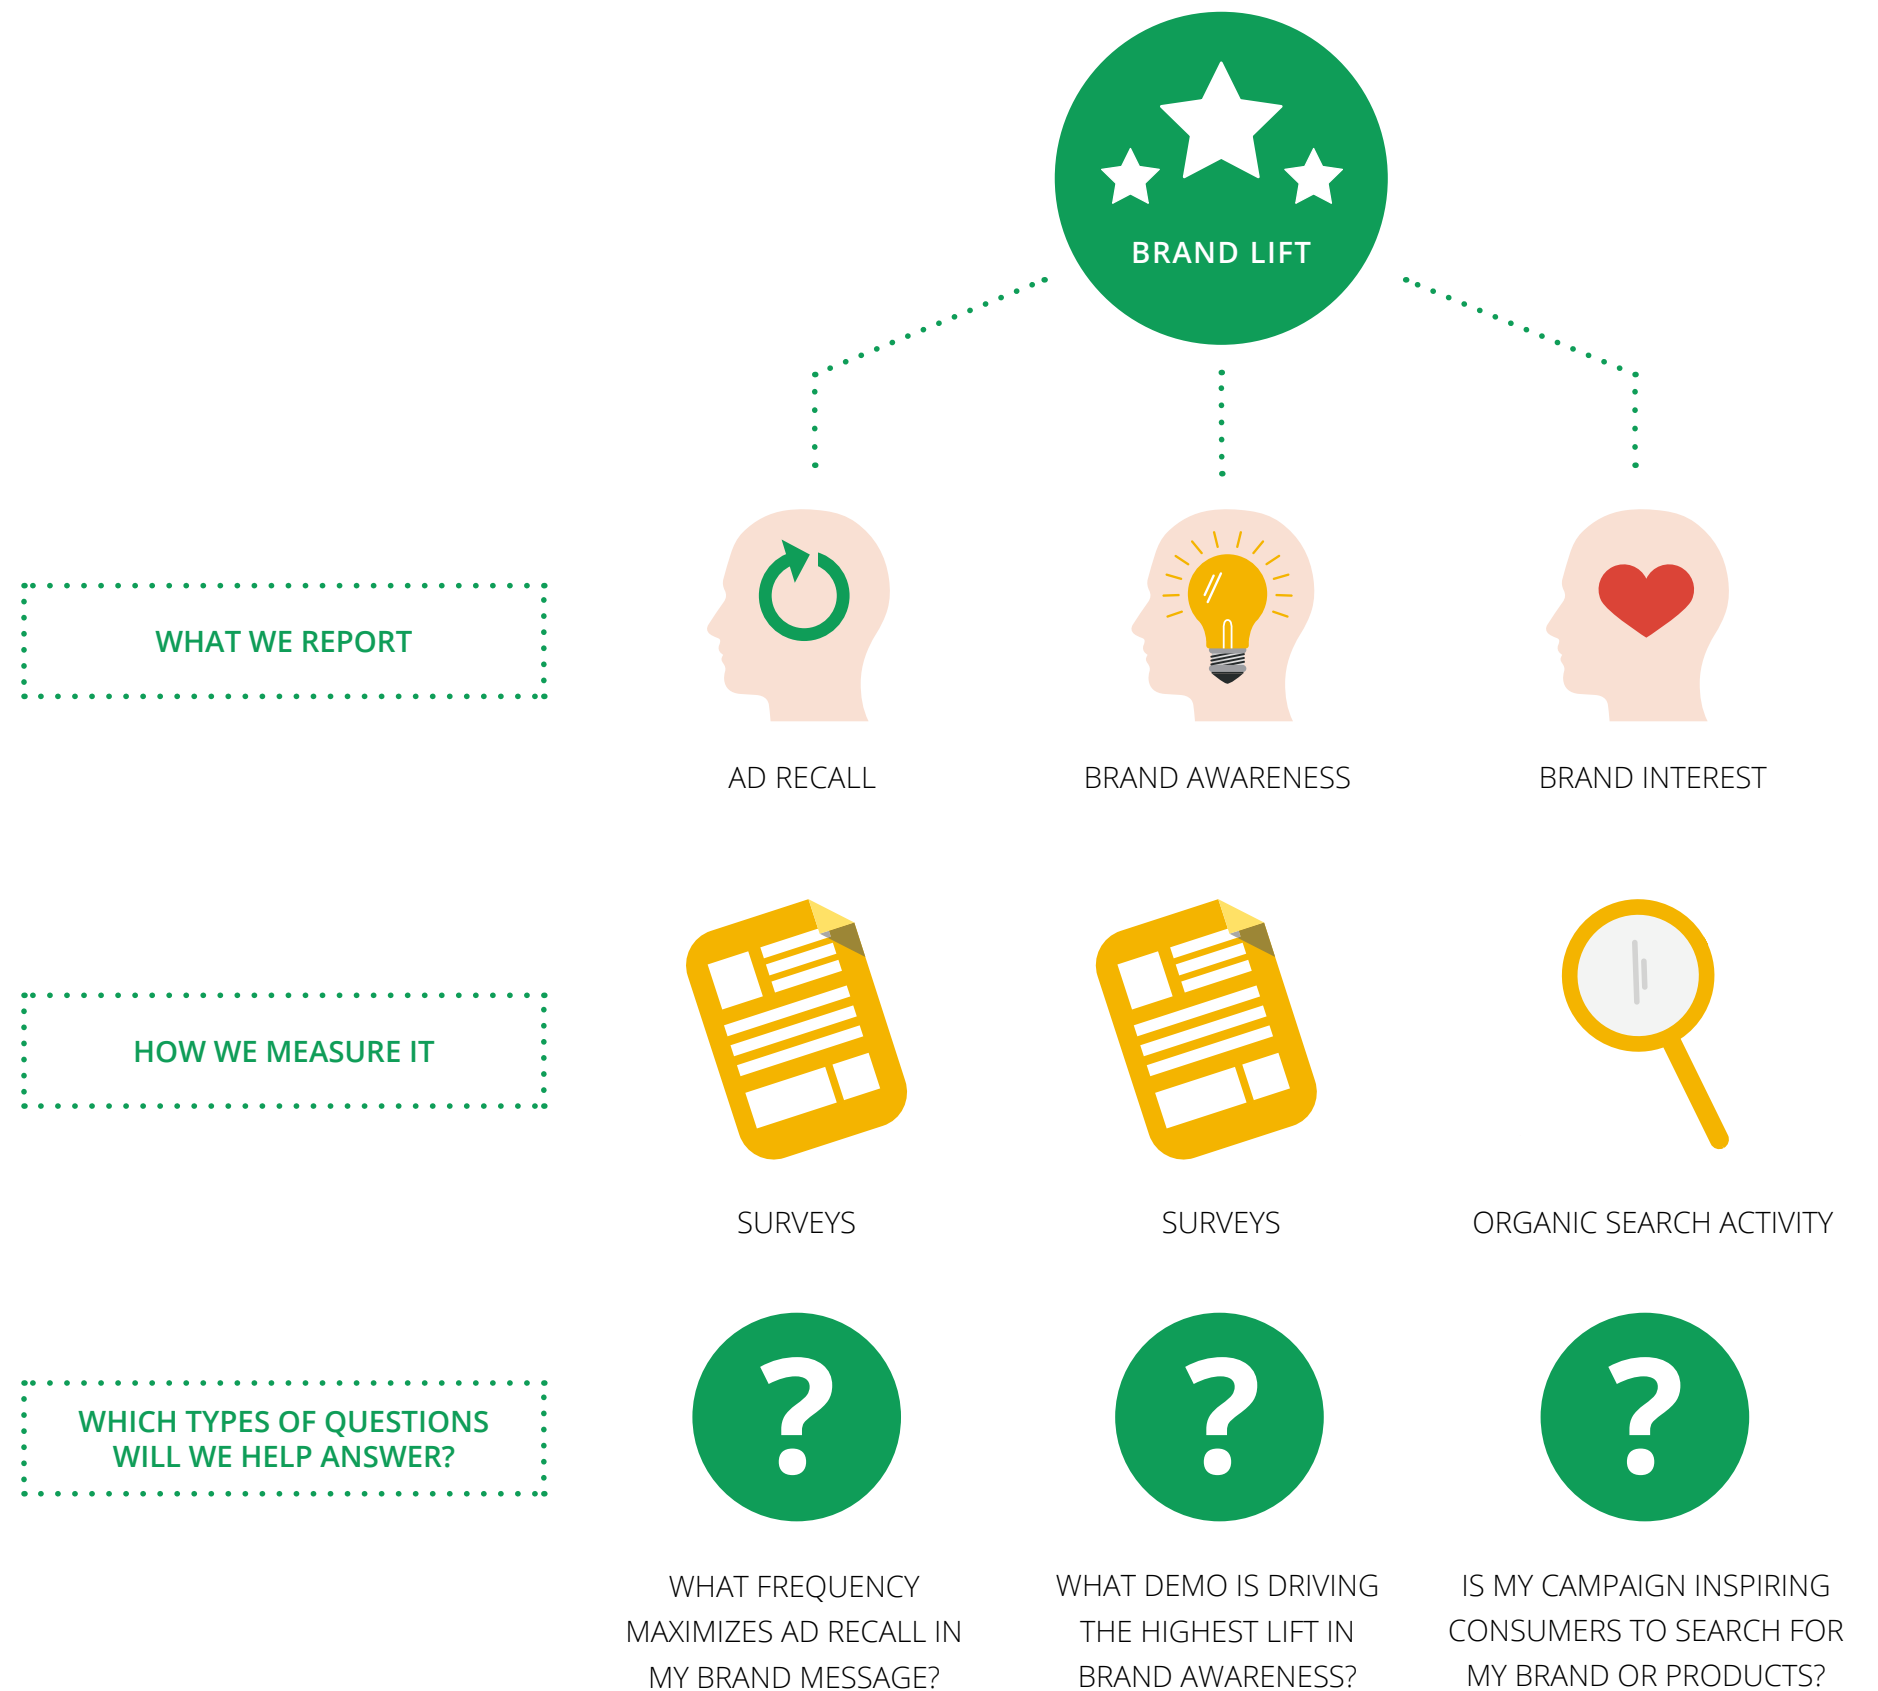 BRAND LIFT
WHAT WE REPORT
AD RECALL
BRAND AWARENESS
BRAND INTEREST
HOW WE MEASURE IT
SURVEYS
SURVEYS
ORGANIC SEARCH ACTIVITY
WHICH TYPES OF QUESTIONS
WILL WE HELP ANSWER?
?
?
?
WHAT FREQUENCY
MAXIMIZES AD RECALL IN
MY BRAND MESSAGE?
WHAT DEMO IS DRIVING
THE HIGHEST LIFT IN
BRAND AWARENESS?
IS MY CAMPAIGN INSPIRING
CONSUMERS TO SEARCH FOR
MY BRAND OR PRODUCTS?